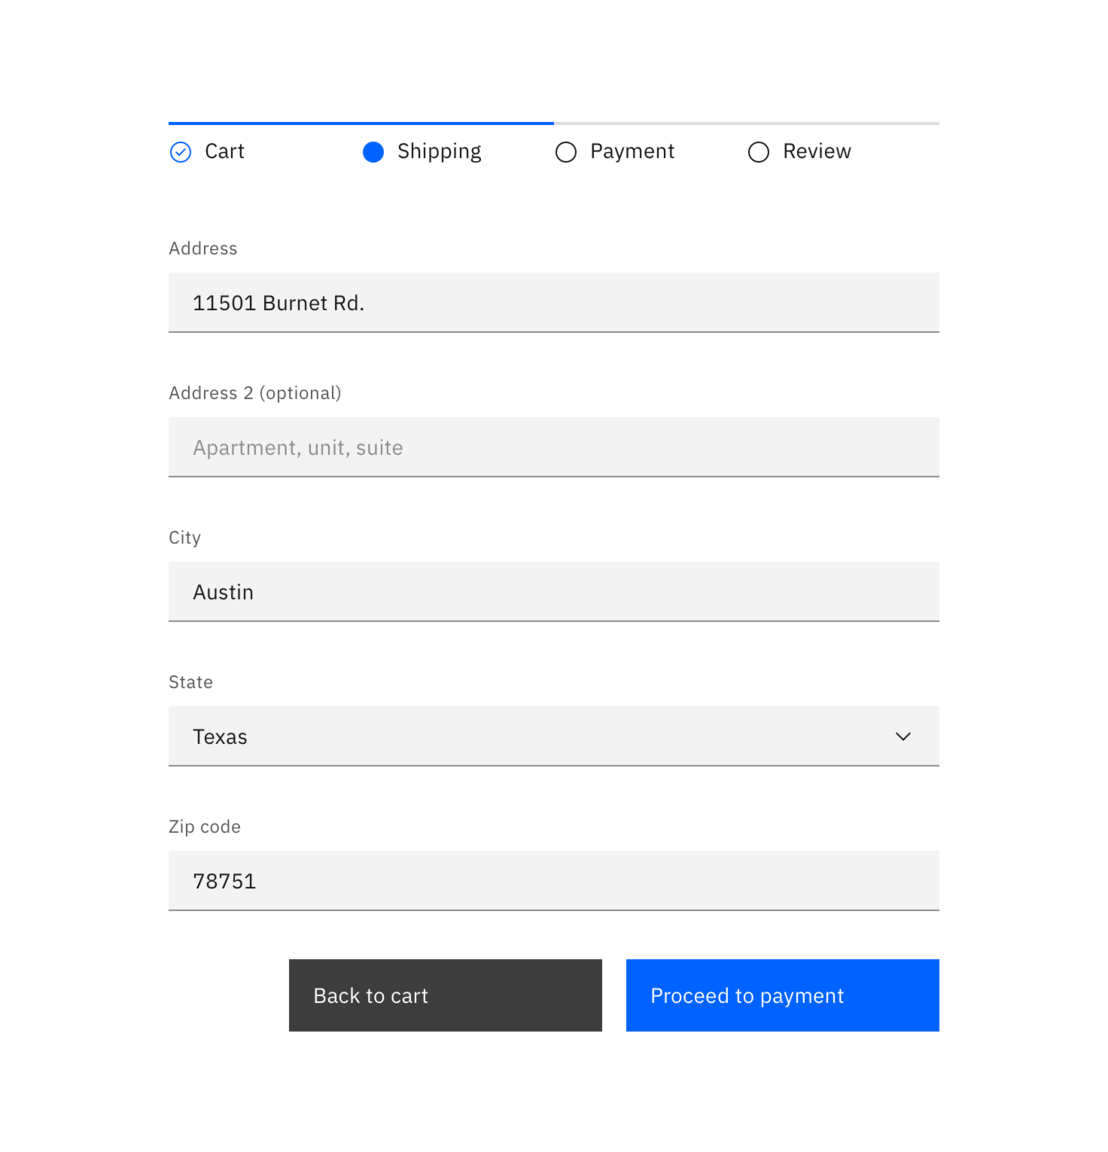 Cart Shipping Payment Review
Address
11501 Burnet Rd.
Address 2 (optional)
Apartment, unit, suite
City
Austin
State
Texas
Zip code
78751
Back to cart Proceed to payment